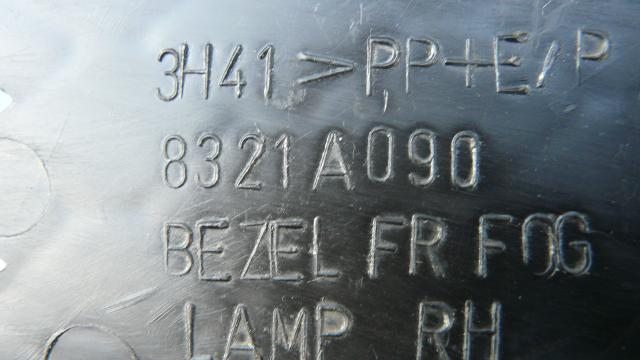 3H41 >PP+E/P
8321A090
BEZEL FR FOG
LAMP RH